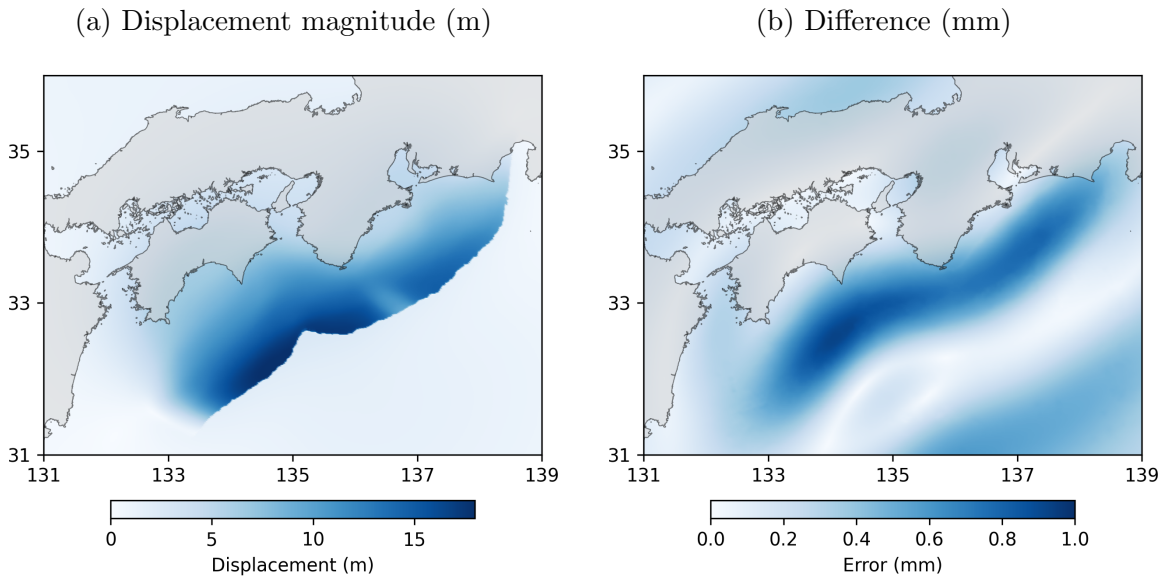 (a) Displacement magnitude (m)
(b) Difference (mm)
35
33
31
131 133 135 137 139
35
33
31
131 133 135 137 139
0 5 10 15
Displacement (m)
0.0 0.2 0.4 0.6 0.8 1.0
Error (mm)